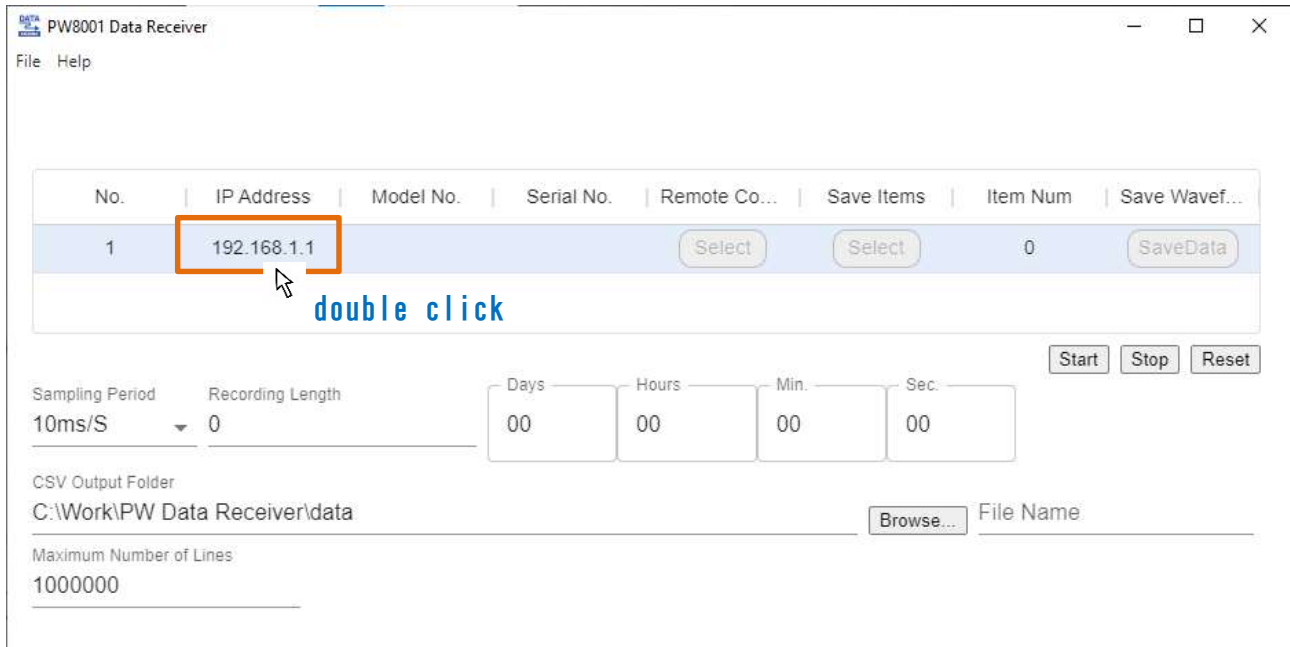 PW8001 Data Receiver
File Help
No. IP Address Model No. Serial No. Remote Co... Save Items Item Num Save Wavef...
1 192.168.1.1 Select Select 0 SaveData
double click
Start Stop Reset
Sampling Period Recording Length Days Hours Min. Sec.
10ms/S 0 00 00 00 00
CSV Output Folder
C:\Work\PW Data Receiver\data Browse... File Name
Maximum Number of Lines
1000000